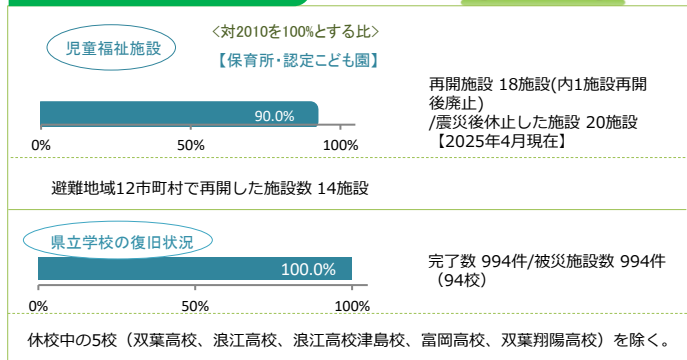 児童福祉施設
<対2010を100%とする比>
【保育所・認定こども園】
90.0%
0% 50% 100%
再開施設 18施設(内1施設再開
後廃止)
/震災後休止した施設 20施設
【2025年4月現在】
避難地域12市町村で再開した施設数 14施設
県立学校の復旧状況
100.0%
0% 50% 100%
完了数 994件/被災施設数 994件
（94校）
休校中の5校（双葉高校、浪江高校、浪江高校津島校、富岡高校、双葉翔陽高校）を除く。